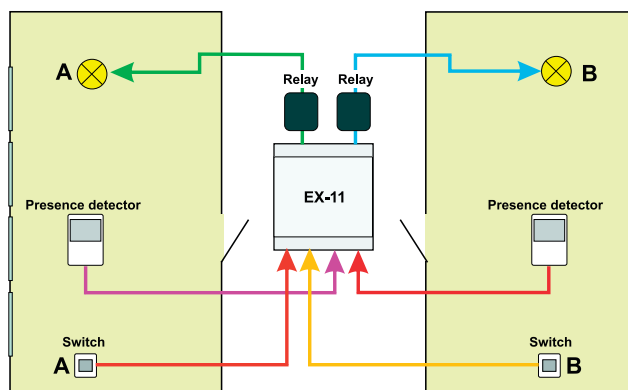 Relay Relay
A
B
EX-11
Presence detector
Presence detector
Switch
A
Switch
B